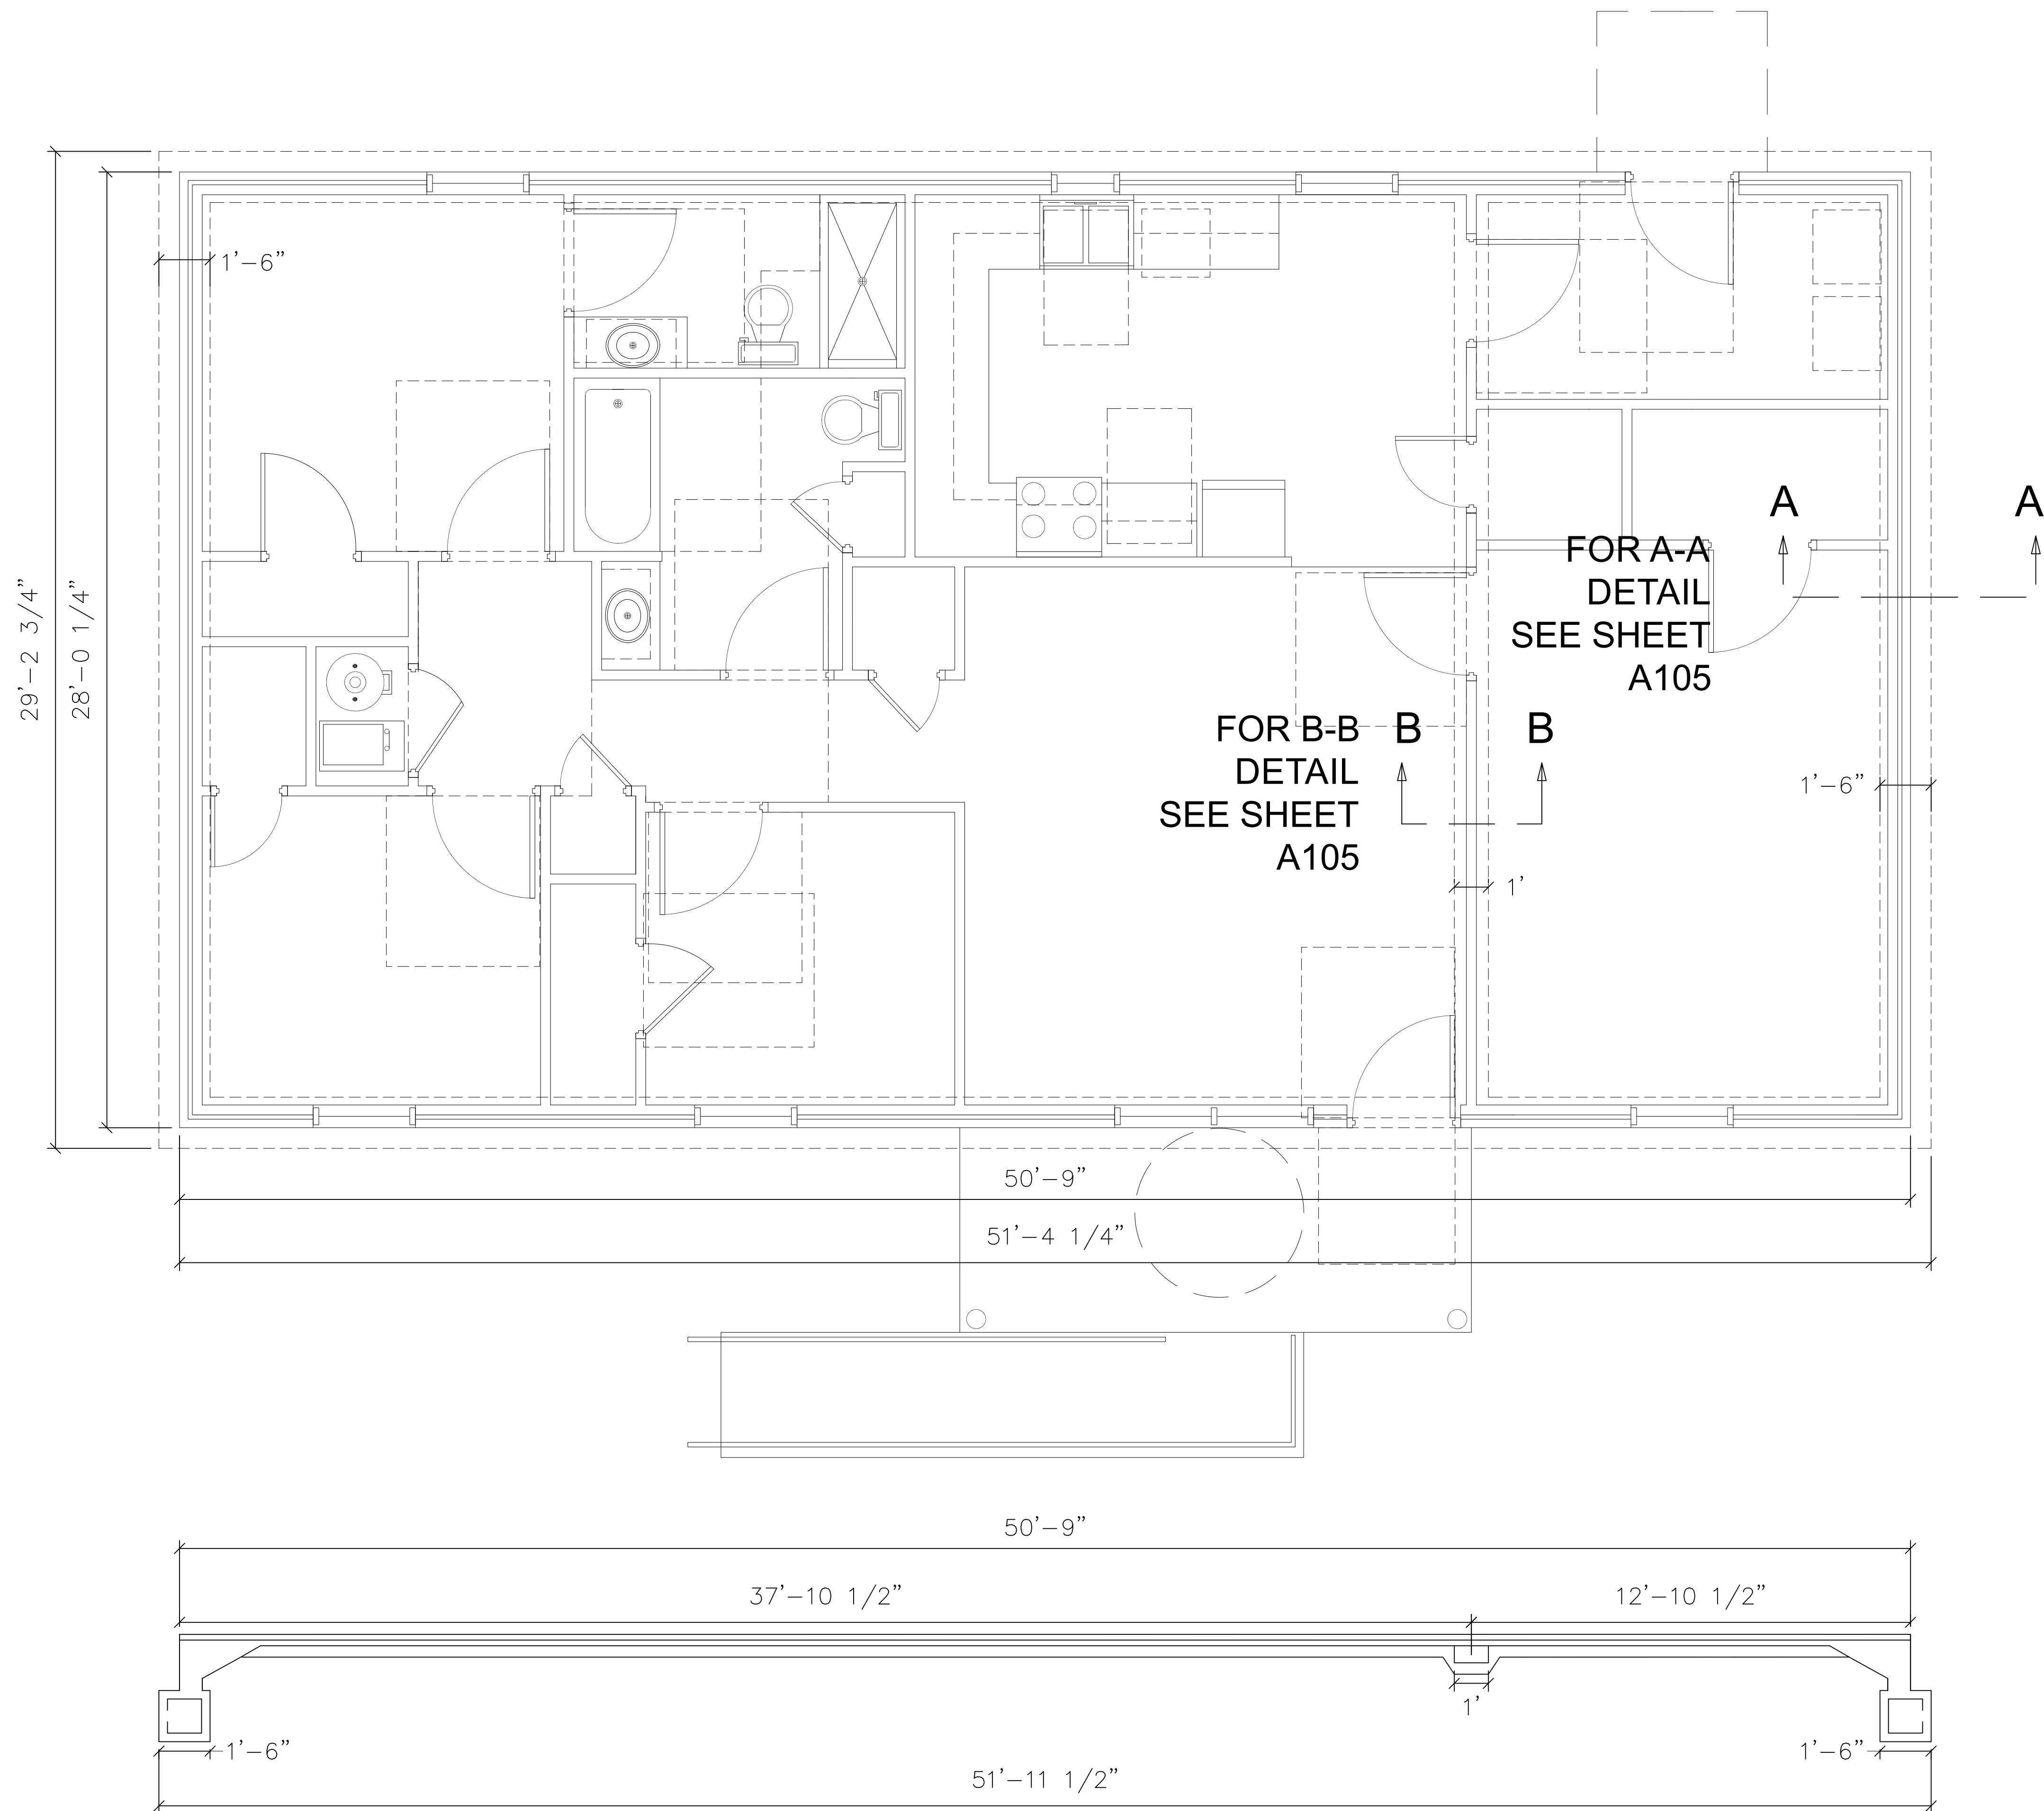 1'-6"
29'-2 3/4"
28'-0 1/4"
A
A
FOR A-A
DETAIL
SEE SHEET
A105
FOR B-B
DETAIL
SEE SHEET
A105
B
B
1'-6"
1'
50'-9"
51'-4 1/4"
50'-9"
37'-10 1/2"
12'-10 1/2"
1'
1'-6"
1'-6"
51'-11 1/2"